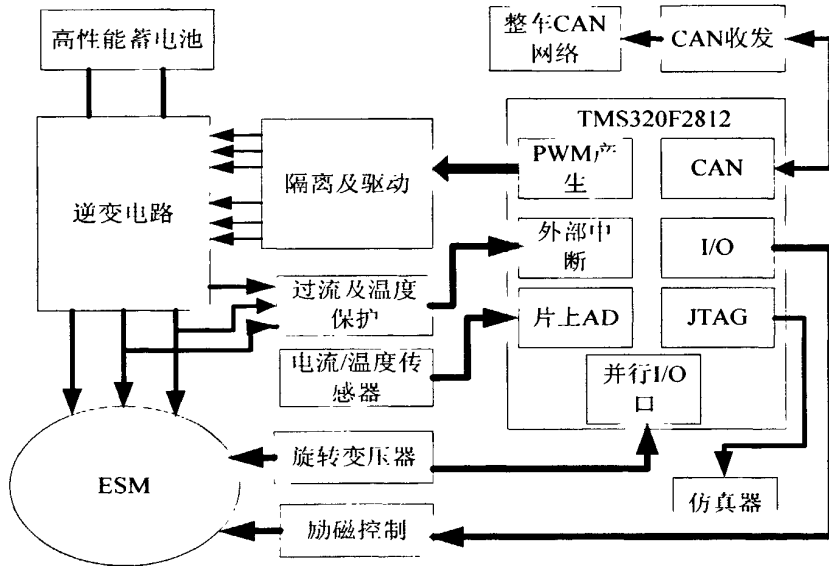 高性能蓄电池
整车CAN
网络
CAN收发
TMS320F2812
PWM产
生
CAN
隔离及驱动
逆变电路
外部中
断
I/O
过流及温度
保护
片上AD
JTAG
电流/温度传
感器
并行I/O
口
旋转变压器
ESM
仿真器
励磁控制